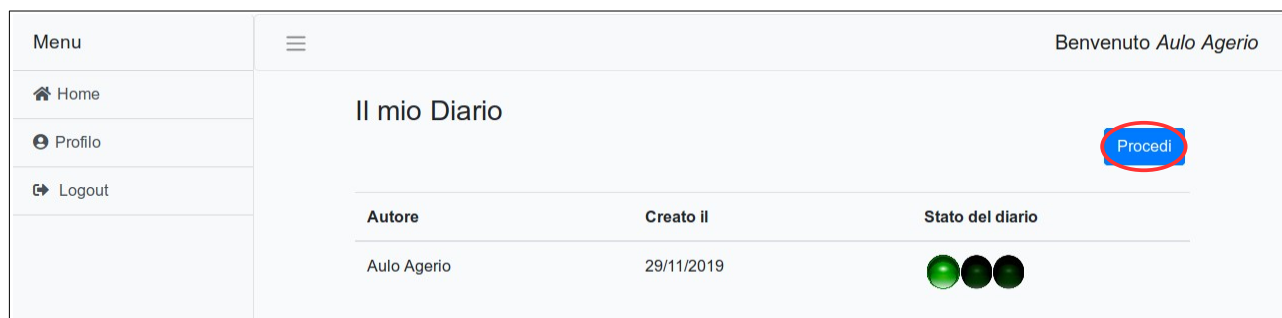 Menu
Benvenuto Aulo Agerio
Home
Profilo
Logout
Il mio Diario
Procedi
Autore Creato il Stato del diario
Aulo Agerio 29/11/2019